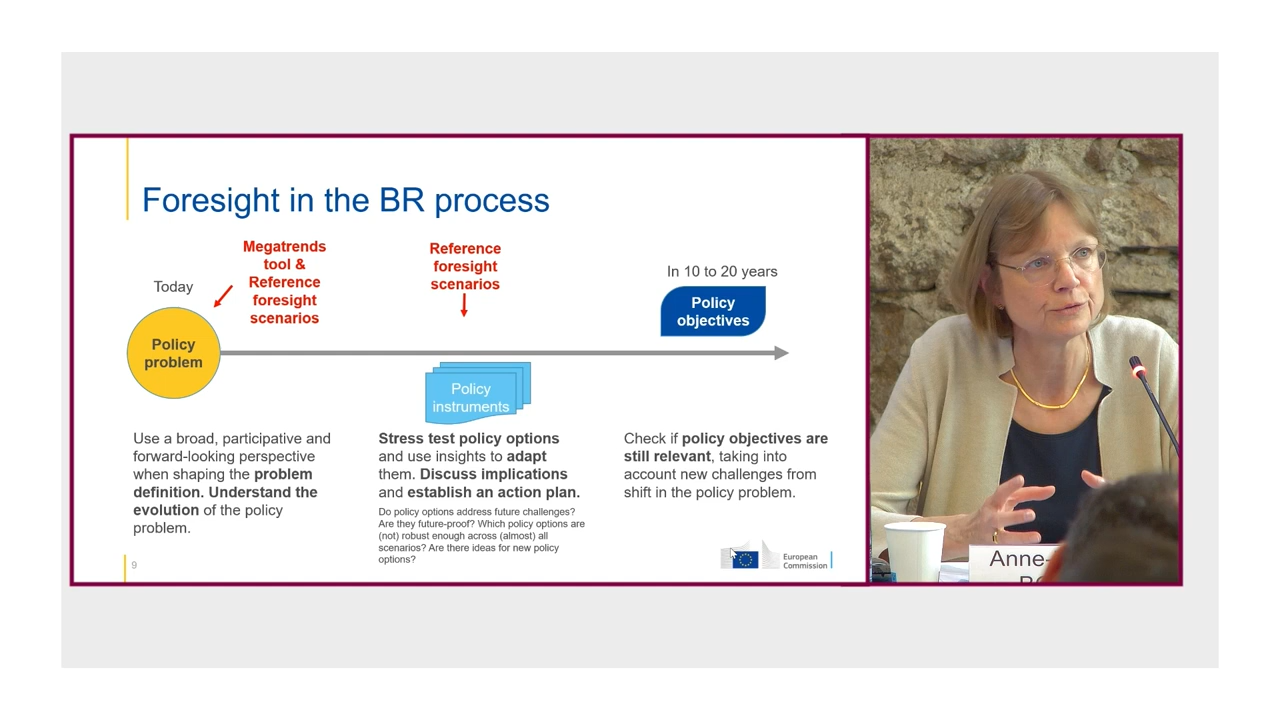 Foresight in the BR process
Megatrends
tool &
Reference
foresight
scenarios
Reference
foresight
scenarios
Today
In 10 to 20 years
Policy
problem
Policy
objectives
Policy
instruments
Use a broad, participative and
forward-looking perspective
when shaping the problem
definition. Understand the
evolution of the policy
problem.
Stress test policy options
and use insights to adapt
them. Discuss implications
and establish an action plan.
Do policy options address future challenges?
Are they future-proof? Which policy options are
(not) robust enough across (almost) all
scenarios? Are there ideas for new policy
options?
Check if policy objectives are
still relevant, taking into
account new challenges from
shift in the policy problem.
9
European
Commission
Anne-